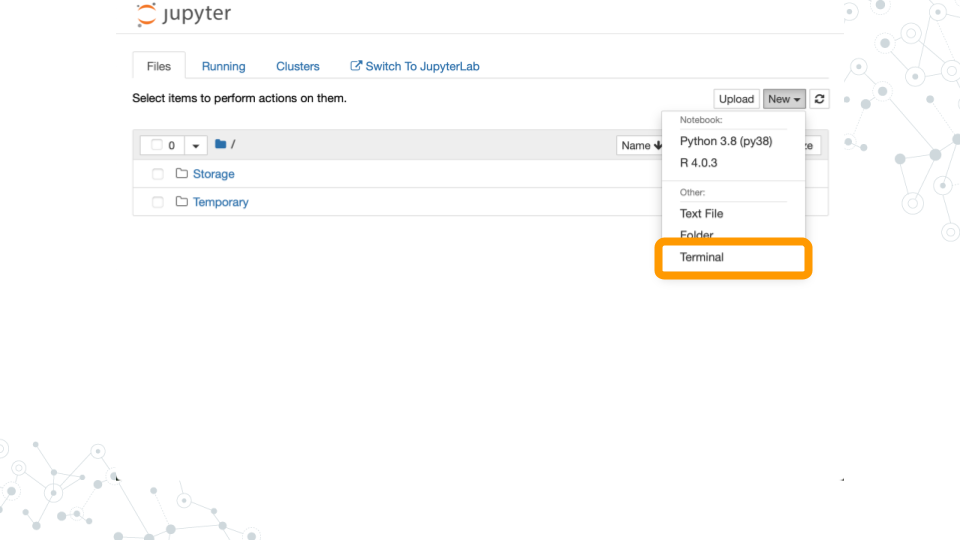 jupyter
Files Running Clusters Switch To JupyterLab
Select items to perform actions on them.
Upload New
Notebook:
0 / Name
Python 3.8 (py38)
R 4.0.3
Storage
Other:
Temporary
Text File
Folder
Terminal